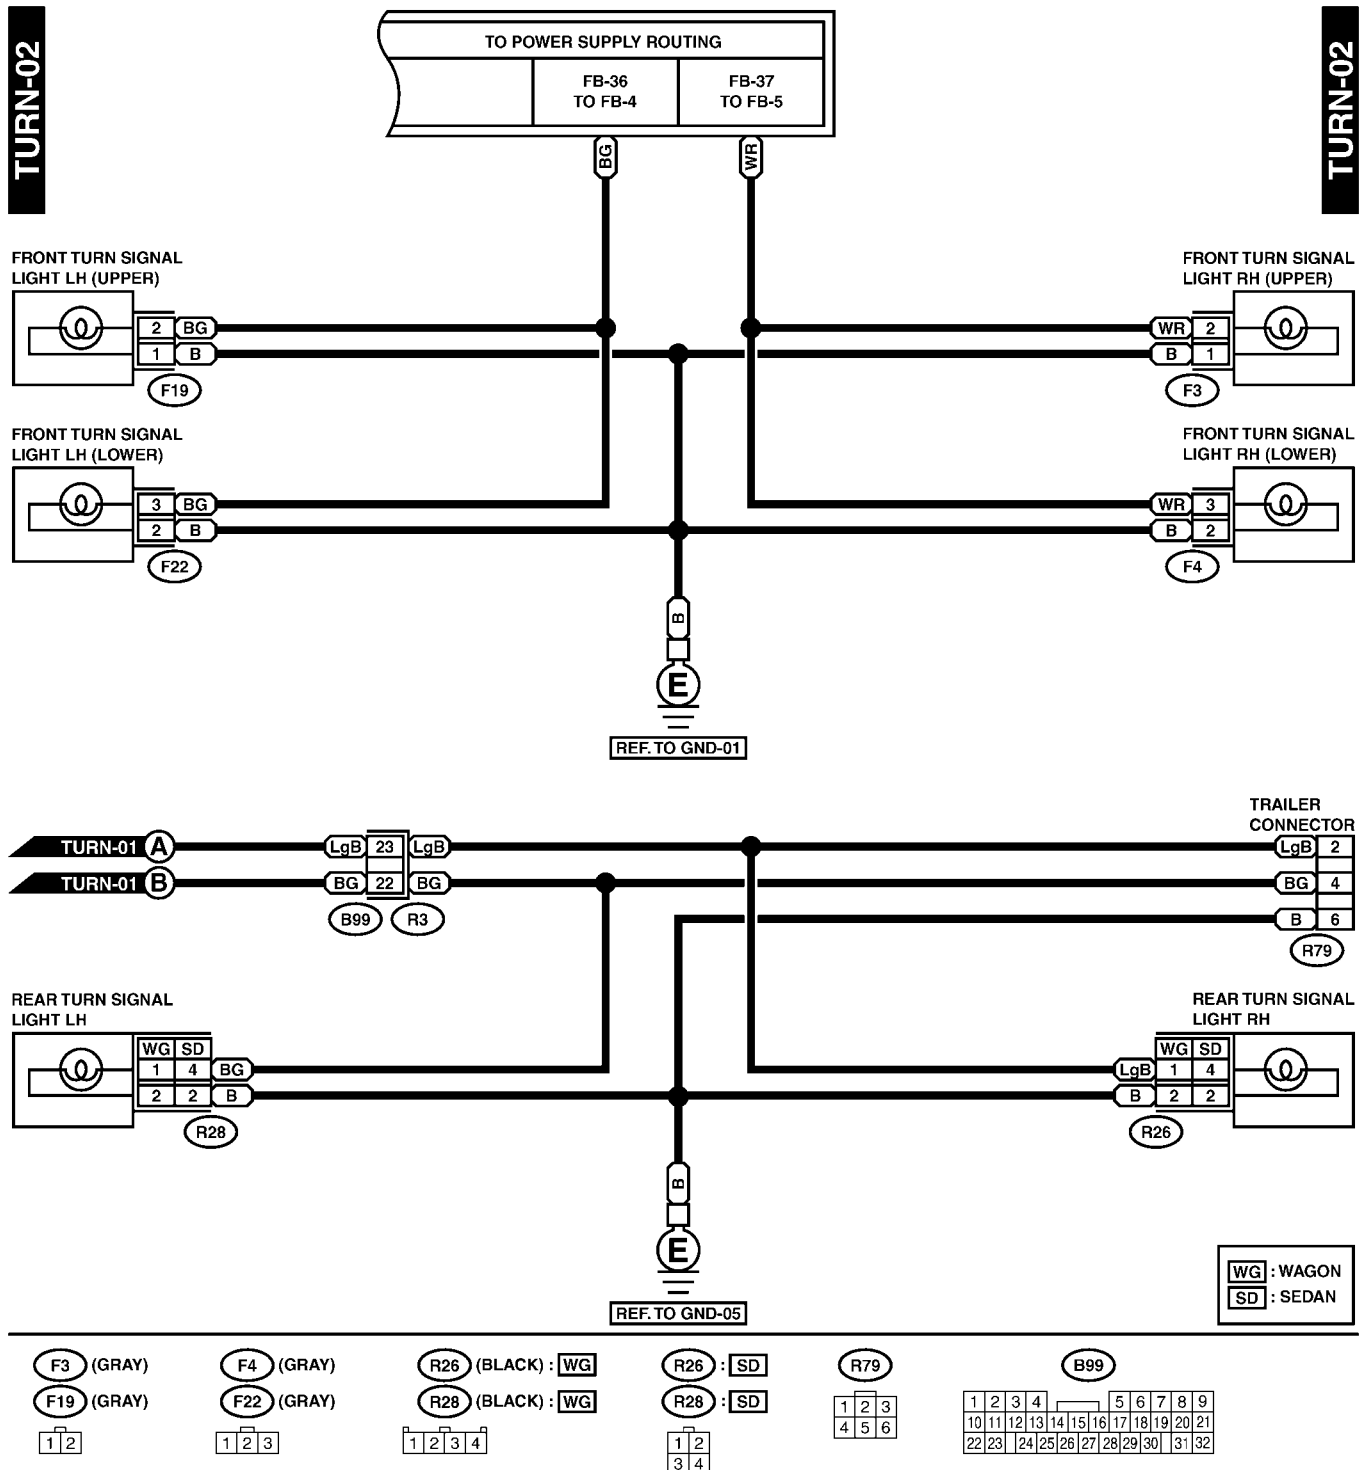 TURN-02
TURN-02
TO POWER SUPPLY ROUTING
FB-36
TO FB-4
FB-37
TO FB-5
BG
WR
FRONT TURN SIGNAL
LIGHT LH (UPPER)
2 BG
1 B
F19
FRONT TURN SIGNAL
LIGHT RH (UPPER)
WR 2
B 1
F3
FRONT TURN SIGNAL
LIGHT LH (LOWER)
3 BG
2 B
F22
FRONT TURN SIGNAL
LIGHT RH (LOWER)
WR 3
B 2
F4
B
E
REF. TO GND-01
TRAILER
CONNECTOR
TURN-01 A LgB 23 LgB LgB 2
TURN-01 B BG 22 BG BG 4
B 6
B99 R3
R79
REAR TURN SIGNAL
LIGHT LH
WG SD
1 4 BG
2 2 B
R28
REAR TURN SIGNAL
LIGHT RH
WG SD
LgB 1 4
B 2 2
R26
B
E
REF. TO GND-05
WG : WAGON
SD : SEDAN
F3 (GRAY)
F19 (GRAY)
1 2
F4 (GRAY)
F22 (GRAY)
1 2 3
R26 (BLACK) : WG
R28 (BLACK) : WG
1 2 3 4
R26 : SD
R28 : SD
1 2
3 4
R79
1 2 3
4 5 6
B99
1 2 3 4 5 6 7 8 9
10 11 12 13 14 15 16 17 18 19 20 21
22 23 24 25 26 27 28 29 30 31 32